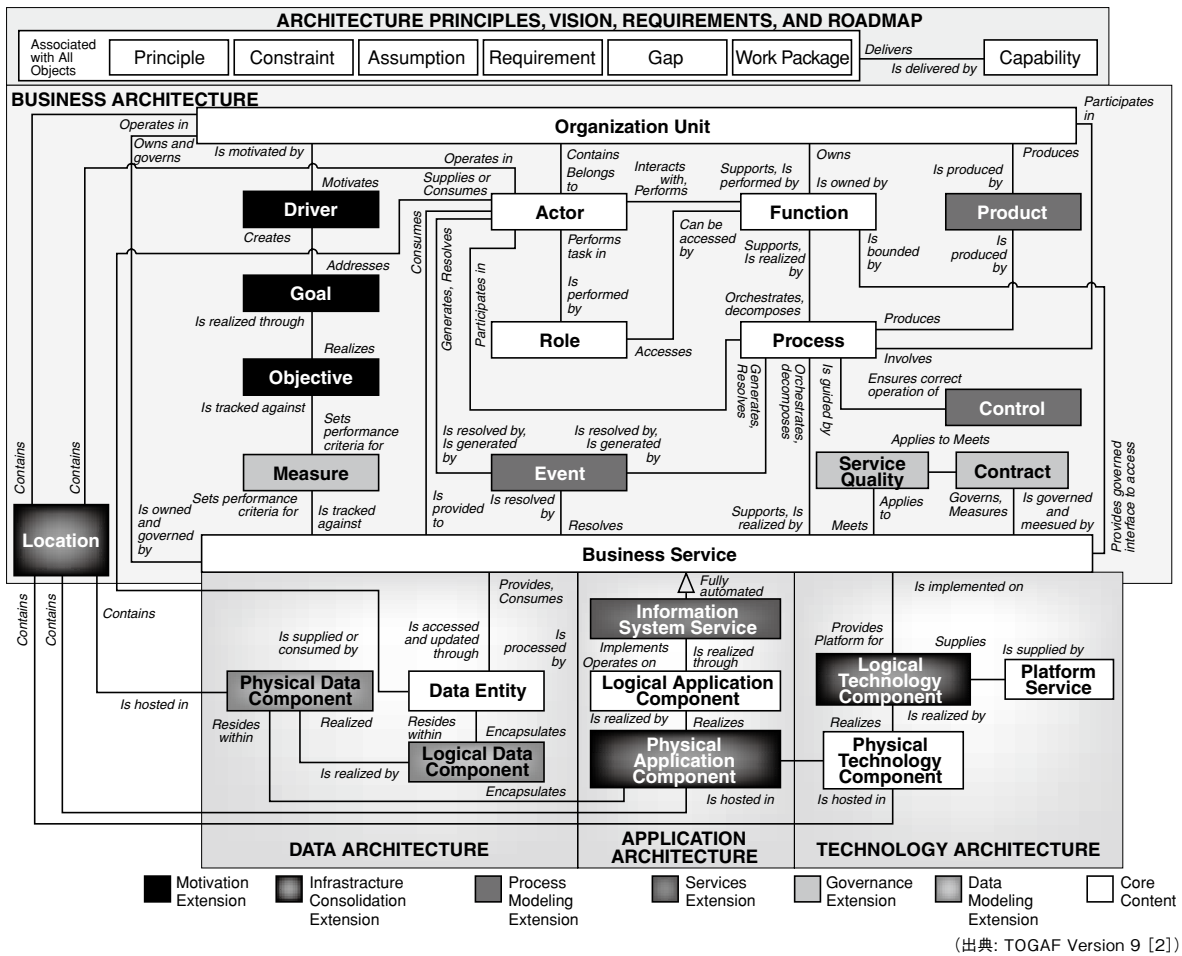 ARCHITECTURE PRINCIPLES, VISION, REQUIREMENTS, AND ROADMAP
Associated
with All
Objects
Principle
Constraint
Assumption
Requirement
Gap
Work Package
Delivers
Is delivered by
Capability
BUSINESS ARCHITECTURE
Participates
in
Operates in
Organization Unit
Owns and
governs
Is motivated by
Operates in
Contains
Belongs
to
Interacts
with,
Performs
Supports, Is
performed by
Owns
Is owned by
Produces
Is produced
by
Motivates
Supplies or
Consumes
Driver
Actor
Function
Product
Creates
Consumes
Generates, Resolves
Participates in
Performs
task in
Can be
accessed
by
Supports,
Is realized
by
Is
bounded
by
Is
produced
by
Addresses
Goal
Is
performed
by
Orchestrates,
decomposes
Is realized through
Role
Process
Produces
Realizes
Accesses
Involves
Objective
Generates,
Resolves
Orchestrates,
decomposes
Is guided by
Ensures correct
operation of
Control
Is tracked against
Sets
performance
criteria for
Is resolved by,
Is generated
by
Is resolved by,
Is generated
by
Applies to Meets
Contains
Contains
Measure
Event
Service
Quality
Contract
Provides governed
interface to access
Sets performance
criteria for
Is tracked
against
Is
provided
to
Is resolved
by
Resolves
Supports, Is
realized by
Meets
Applies
to
Governs,
Measures
Is governed
and
meesued by
Location
Is owned
and
governed
by
Business Service
Contains
Contains
Contains
Provides,
Consumes
Fully
automated
Is implemented on
Is supplied or
consumed by
Is accessed
and updated
through
Is
processed
by
Information
System Service
Provides
Platform for
Supplies
Is supplied by
Implements
Operates on
Is realized
through
Physical Data
Component
Data Entity
Logical Application
Component
Logical
Technology
Component
Platform
Service
Is hosted in
Resides
within
Realized
Resides
within
Encapsulates
Is realized by
Realizes
Realizes
Is realized by
Is realized by
Logical Data
Component
Physical
Application
Component
Physical
Technology
Component
Encapsulates
Is hosted in
Is hosted in
DATA ARCHITECTURE
APPLICATION
ARCHITECTURE
TECHNOLOGY ARCHITECTURE
Motivation
Extension
Infrastracture
Consolidation
Extension
Process
Modeling
Extension
Services
Extension
Governance
Extension
Data
Modeling
Extension
Core
Content
（出典: TOGAF Version 9 [2]）